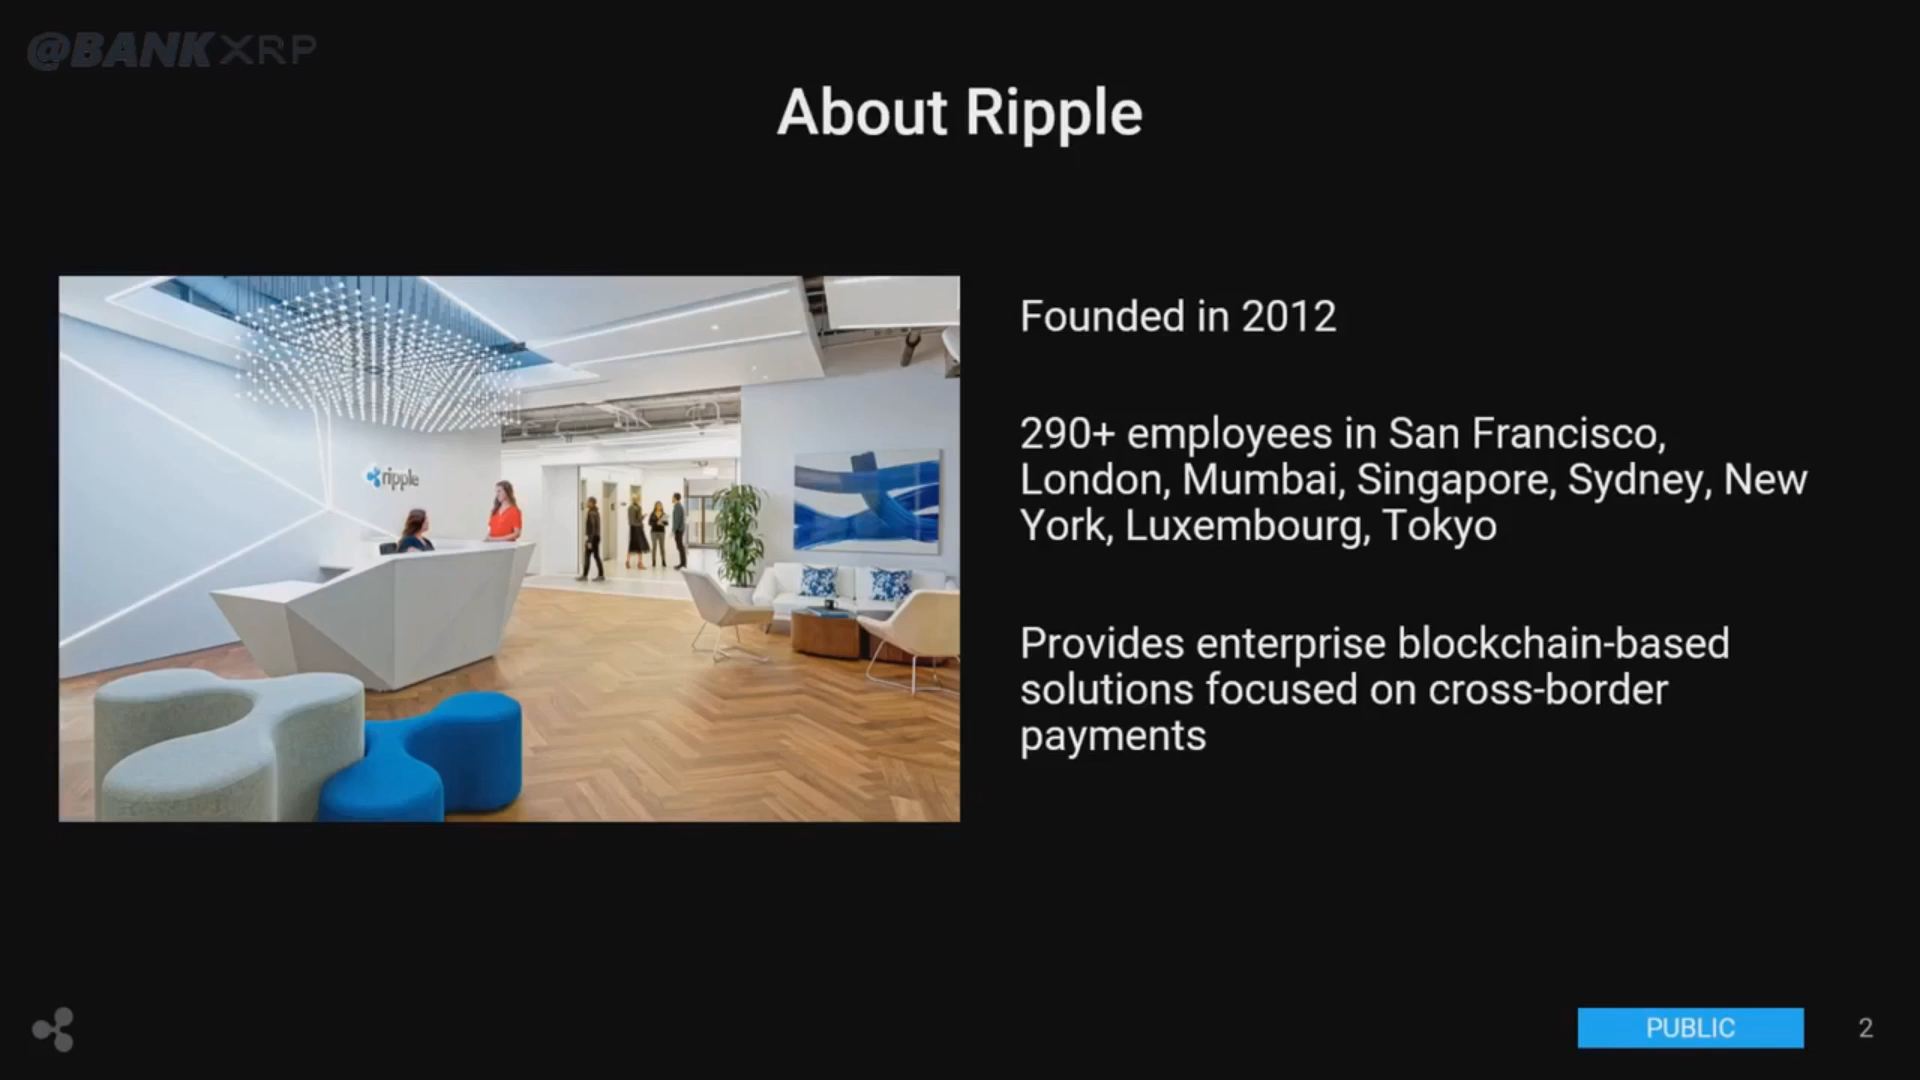 @BANKXRP
About Ripple
ripple
Founded in 2012
290+ employees in San Francisco,
London, Mumbai, Singapore, Sydney, New
York, Luxembourg, Tokyo
Provides enterprise blockchain-based
solutions focused on cross-border
payments
PUBLIC
2